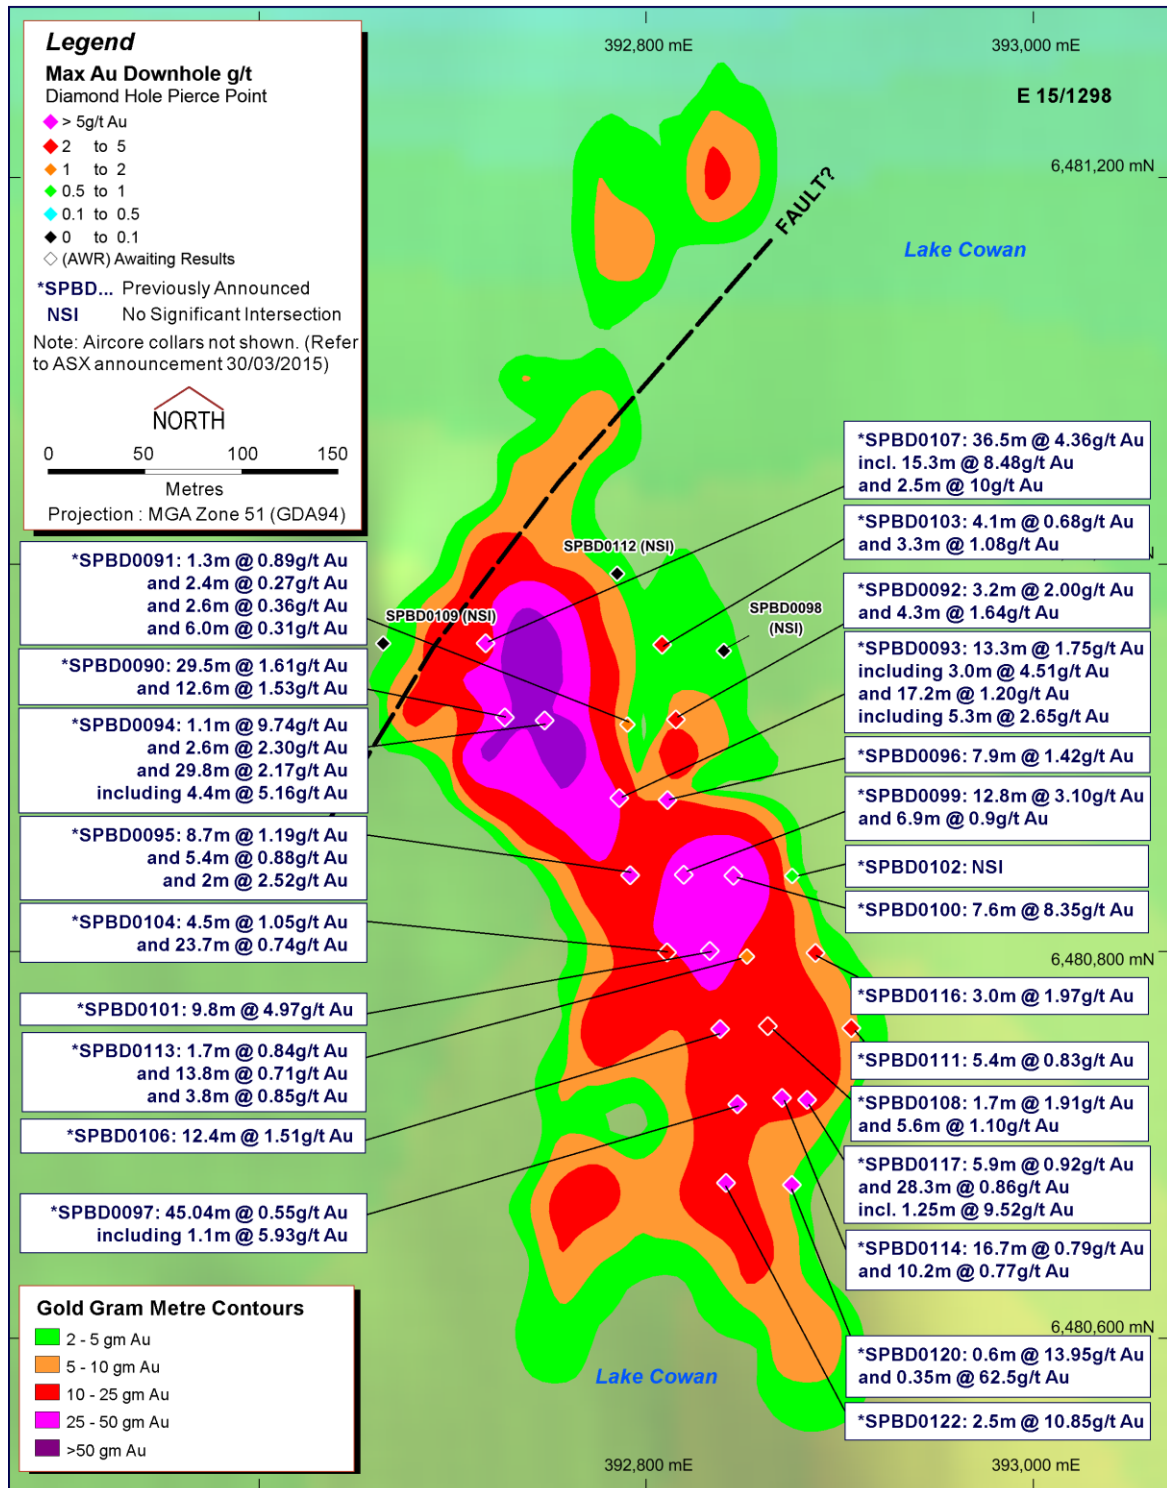 Legend
Max Au Downhole g/t
Diamond Hole Pierce Point
> 5g/t Au
2 to 5
1 to 2
0.5 to 1
0.1 to 0.5
0 to 0.1
(AWR) Awaiting Results
*SPBD... Previously Announced
NSI No Significant Intersection
Note: Aircore collars not shown. (Refer
to ASX announcement 30/03/2015)
NORTH
0 50 100 150
Metres
Projection : MGA Zone 51 (GDA94)
392,800 mE
393,000 mE
E 15/1298
6,481,200 mN
FAULT?
Lake Cowan
*SPBD0091: 1.3m @ 0.89g/t Au
and 2.4m @ 0.27g/t Au
and 2.6m @ 0.36g/t Au
and 6.0m @ 0.31g/t Au
*SPBD0090: 29.5m @ 1.61g/t Au
and 12.6m @ 1.53g/t Au
*SPBD0094: 1.1m @ 9.74g/t Au
and 2.6m @ 2.30g/t Au
and 29.8m @ 2.17g/t Au
including 4.4m @ 5.16g/t Au
*SPBD0095: 8.7m @ 1.19g/t Au
and 5.4m @ 0.88g/t Au
and 2m @ 2.52g/t Au
*SPBD0104: 4.5m @ 1.05g/t Au
and 23.7m @ 0.74g/t Au
*SPBD0101: 9.8m @ 4.97g/t Au
*SPBD0113: 1.7m @ 0.84g/t Au
and 13.8m @ 0.71g/t Au
and 3.8m @ 0.85g/t Au
*SPBD0106: 12.4m @ 1.51g/t Au
*SPBD0097: 45.04m @ 0.55g/t Au
including 1.1m @ 5.93g/t Au
SPBD0112 (NSI)
SPBD0109 (NSI)
SPBD0098
(NSI)
*SPBD0107: 36.5m @ 4.36g/t Au
incl. 15.3m @ 8.48g/t Au
and 2.5m @ 10g/t Au
*SPBD0103: 4.1m @ 0.68g/t Au
and 3.3m @ 1.08g/t Au
N
*SPBD0092: 3.2m @ 2.00g/t Au
and 4.3m @ 1.64g/t Au
*SPBD0093: 13.3m @ 1.75g/t Au
including 3.0m @ 4.51g/t Au
and 17.2m @ 1.20g/t Au
including 5.3m @ 2.65g/t Au
*SPBD0096: 7.9m @ 1.42g/t Au
*SPBD0099: 12.8m @ 3.10g/t Au
and 6.9m @ 0.9g/t Au
*SPBD0102: NSI
*SPBD0100: 7.6m @ 8.35g/t Au
6,480,800 mN
*SPBD0116: 3.0m @ 1.97g/t Au
*SPBD0111: 5.4m @ 0.83g/t Au
*SPBD0108: 1.7m @ 1.91g/t Au
and 5.6m @ 1.10g/t Au
*SPBD0117: 5.9m @ 0.92g/t Au
and 28.3m @ 0.86g/t Au
incl. 1.25m @ 9.52g/t Au
*SPBD0114: 16.7m @ 0.79g/t Au
and 10.2m @ 0.77g/t Au
6,480,600 mN
*SPBD0120: 0.6m @ 13.95g/t Au
and 0.35m @ 62.5g/t Au
*SPBD0122: 2.5m @ 10.85g/t Au
Gold Gram Metre Contours
2 - 5 gm Au
5 - 10 gm Au
10 - 25 gm Au
25 - 50 gm Au
>50 gm Au
Lake Cowan
392,800 mE
393,000 mE